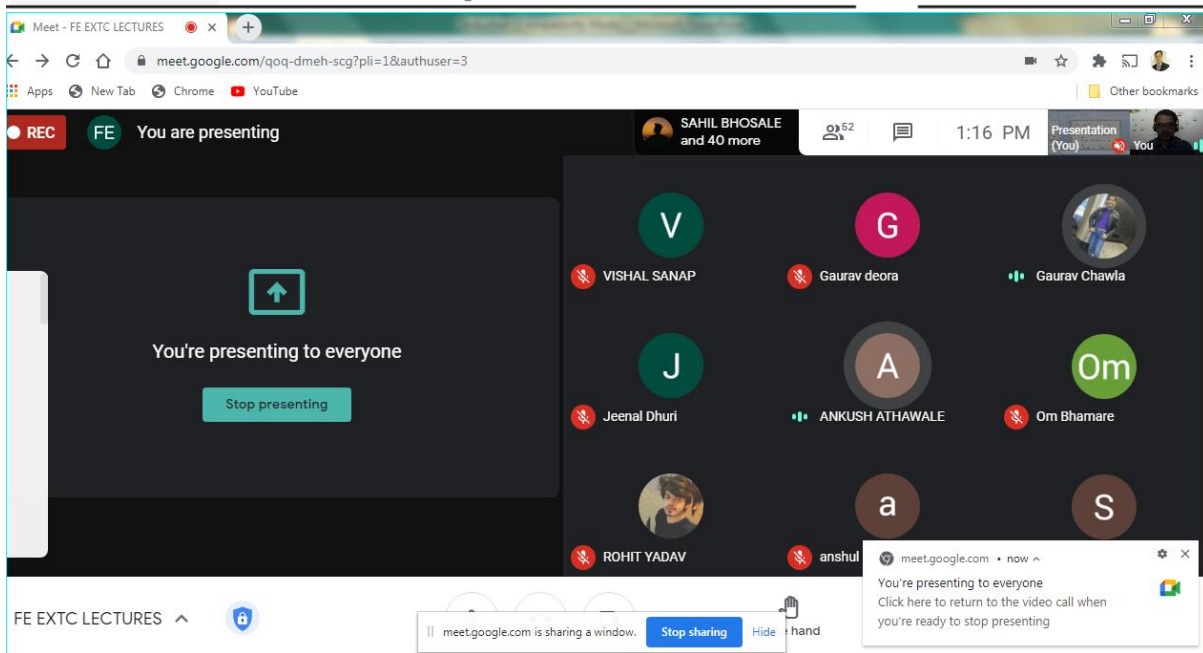 Meet - FE EXTC LECTURES
meet.google.com/qoq-dmeh-scg?pli=1&authuser=3
Apps New Tab Chrome YouTube Other bookmarks
REC FE You are presenting
SAHIL BHOSALE
and 40 more
52
1:16 PM
Presentation
(You)
You
V
VISHAL SANAP
G
Gaurav deora
Gaurav Chawla
You're presenting to everyone
Stop presenting
J
Jeenal Dhuri
A
ANKUSH ATHAWALE
Om
Om Bhamare
ROHIT YADAV
a
anshul
S
meet.google.com • now
You're presenting to everyone
Click here to return to the video call when
you're ready to stop presenting
FE EXTC LECTURES
meet.google.com is sharing a window. Stop sharing Hide
hand